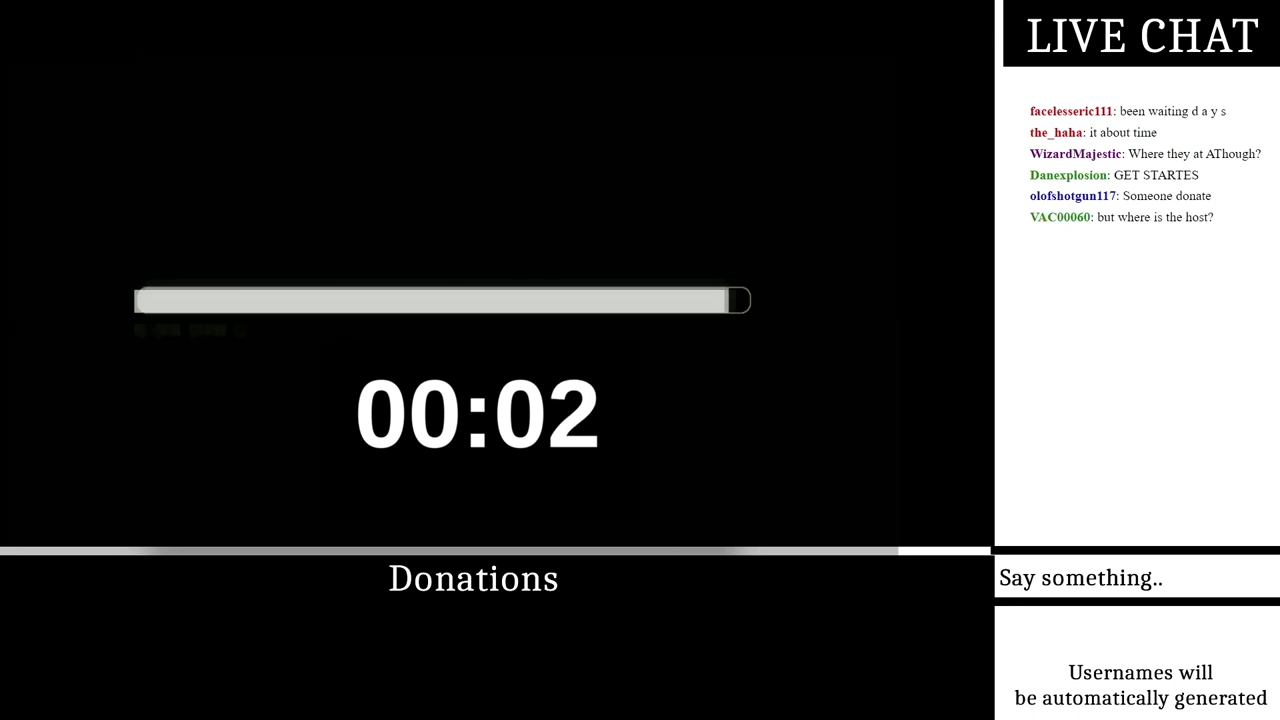 LIVE CHAT
facelesseric111: been waiting d a y s
the_haha: it about time
WizardMajestic: Where they at AThough?
Danexplosion: GET STARTES
olofshotgun117: Someone donate
VAC00060: but where is the host?
00:02
Donations
Say something..
Usernames will
be automatically generated